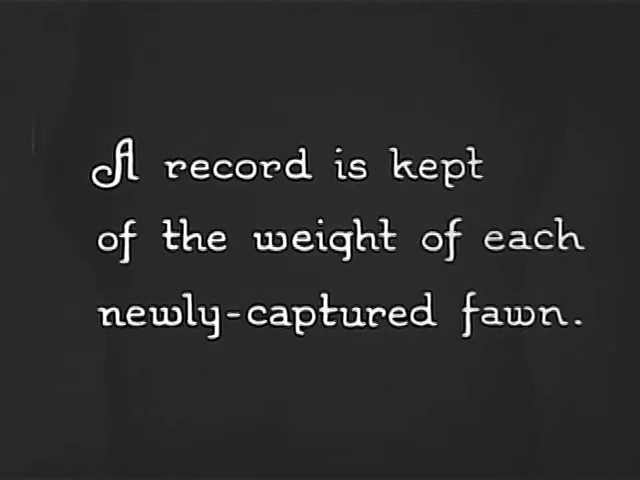 A record is kept
of the weight of each
newly-captured fawn.